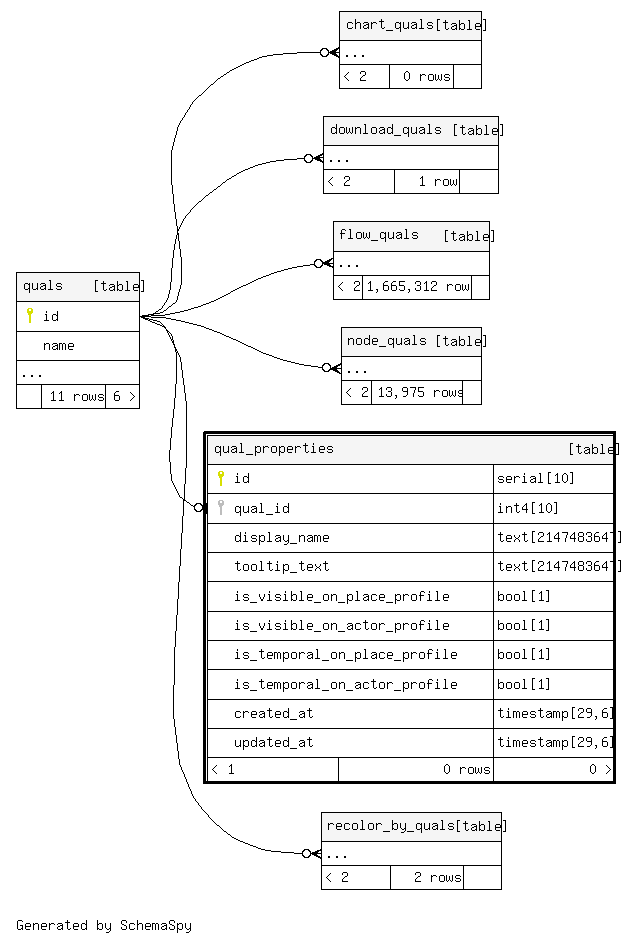 chart_quals[table]
...
< 2 0 rows
download_quals [table]
...
< 2 1 row
flow_quals [table]
...
< 2 1,665,312 row
node_quals [table]
...
< 2 13,975 rows
quals [table]
id
name
...
11 rows 6 >
qual_properties [table]
id serial[10]
qual_id int4[10]
display_name text[2147483647]
tooltip_text text[2147483647]
is_visible_on_place_profile bool[1]
is_visible_on_actor_profile bool[1]
is_temporal_on_place_profile bool[1]
is_temporal_on_actor_profile bool[1]
created_at timestamp[29,6]
updated_at timestamp[29,6]
< 1 0 rows 0 >
recolor_by_quals[table]
...
< 2 2 rows
Generated by SchemaSpy